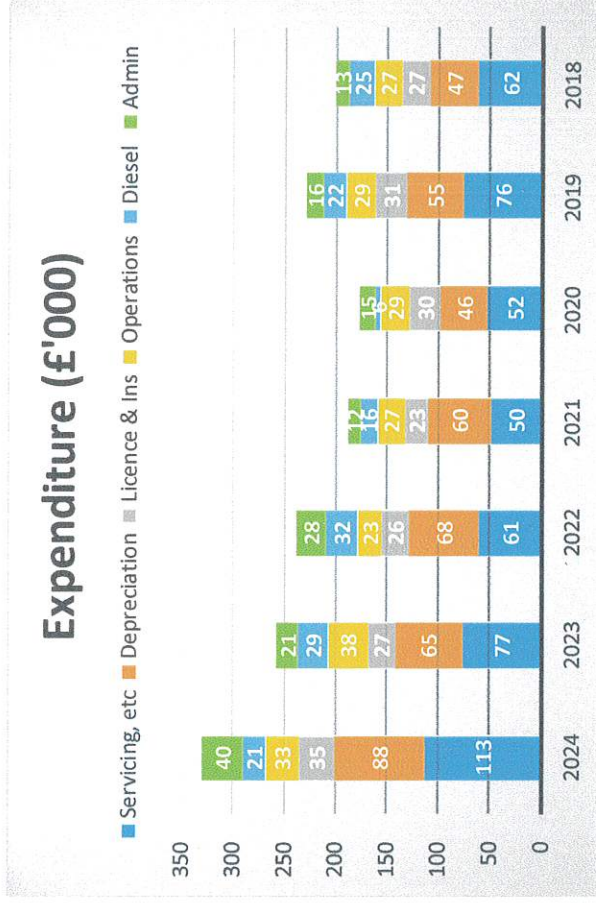 Expenditure (£'000)
Servicing, etc Depreciation Licence & Ins Operations Diesel Admin
350
300
250
200
150
100
50
0
40 21 28 12 15 16 13
21 29 32 16 6 22 25
33 38 23 27 29 29 27
35 27 26 23 30 31 27
88 65 68 60 46 55 47
113 77 61 50 52 76 62
2024 2023 2022 2021 2020 2019 2018